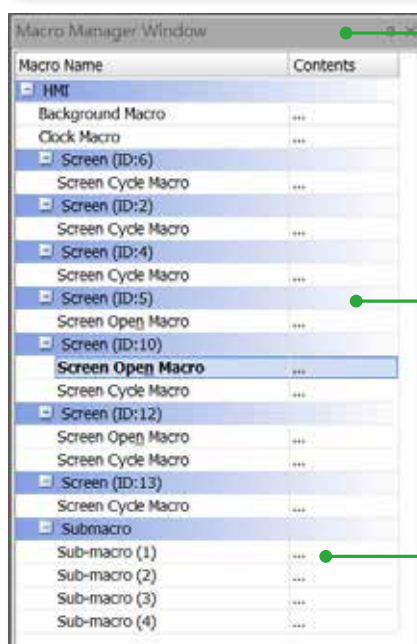 Macro Manager Window
Macro Name Contents
HMI
Background Macro ...
Clock Macro ...
Screen (ID:6)
Screen Cycle Macro ...
Screen (ID:2)
Screen Cycle Macro ...
Screen (ID:4)
Screen Cycle Macro ...
Screen (ID:5)
Screen Open Macro ...
Screen (ID:10)
Screen Open Macro ...
Screen Cycle Macro ...
Screen (ID:12)
Screen Open Macro ...
Screen Cycle Macro ...
Screen (ID:13)
Screen Cycle Macro ...
Submacro
Sub-macro (1) ...
Sub-macro (2) ...
Sub-macro (3) ...
Sub-macro (4) ...